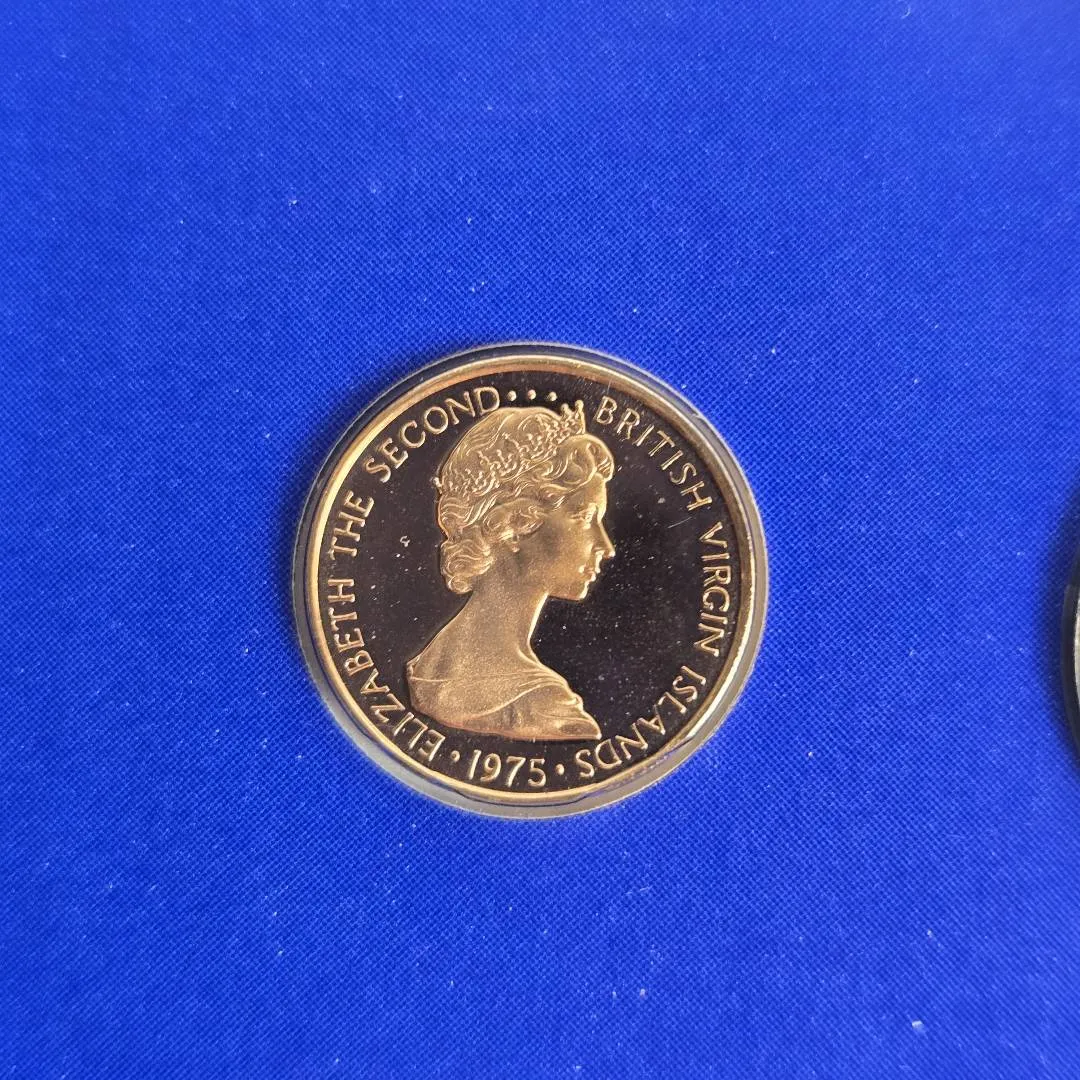 ELIZABETH THE SECOND.... BRITISH VIRGIN ISLANDS
·1975·